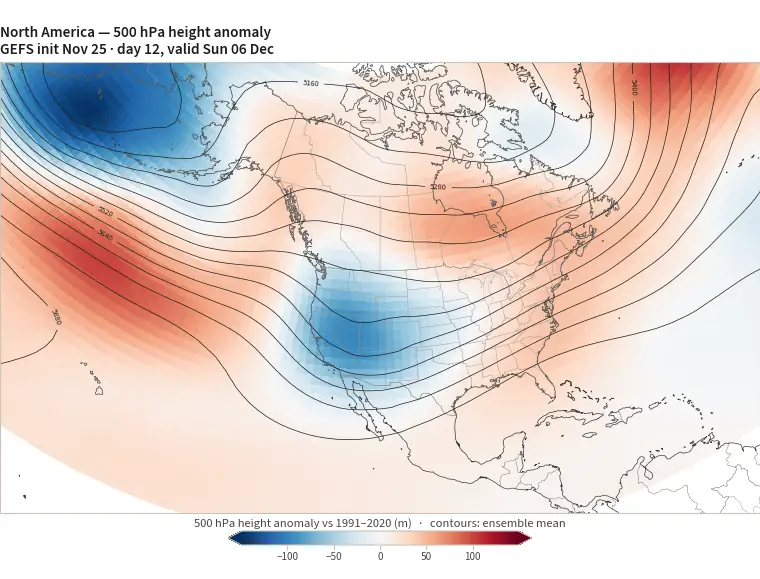 North America — 500 hPa height anomaly
GEFS init Nov 25 · day 12, valid Sun 06 Dec
5160
5400
5280
5520
5640
5880
500 hPa height anomaly vs 1991–2020 (m) · contours: ensemble mean
−100 −50 0 50 100